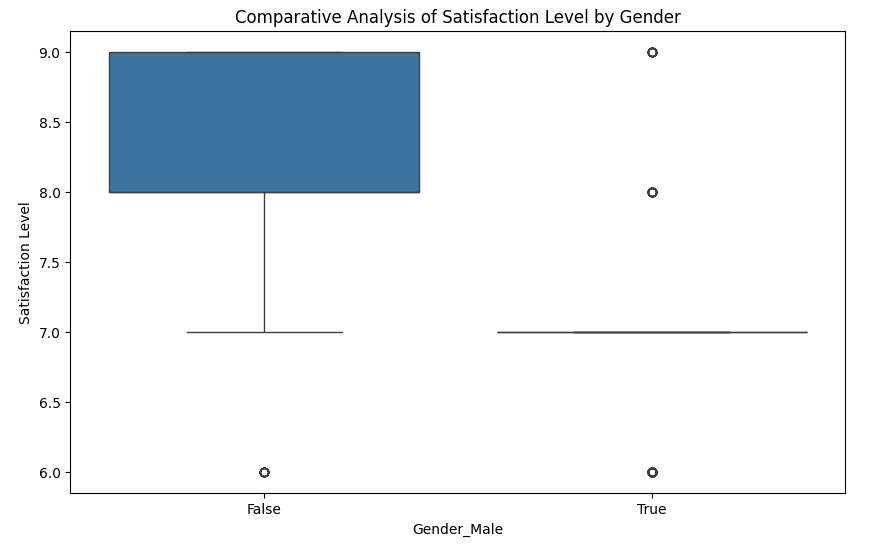 Comparative Analysis of Satisfaction Level by Gender
9.0
8.5
8.0
7.5
7.0
6.5
6.0
Satisfaction Level
False
True
Gender_Male